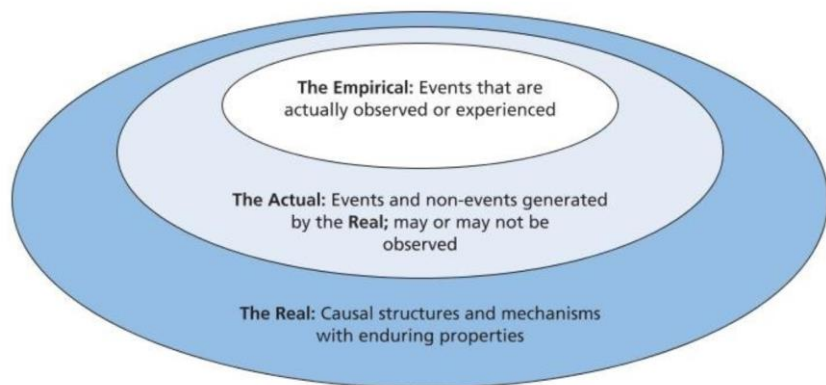 The Empirical: Events that are
actually observed or experienced
The Actual: Events and non-events generated
by the Real; may or may not be
observed
The Real: Causal structures and mechanisms
with enduring properties